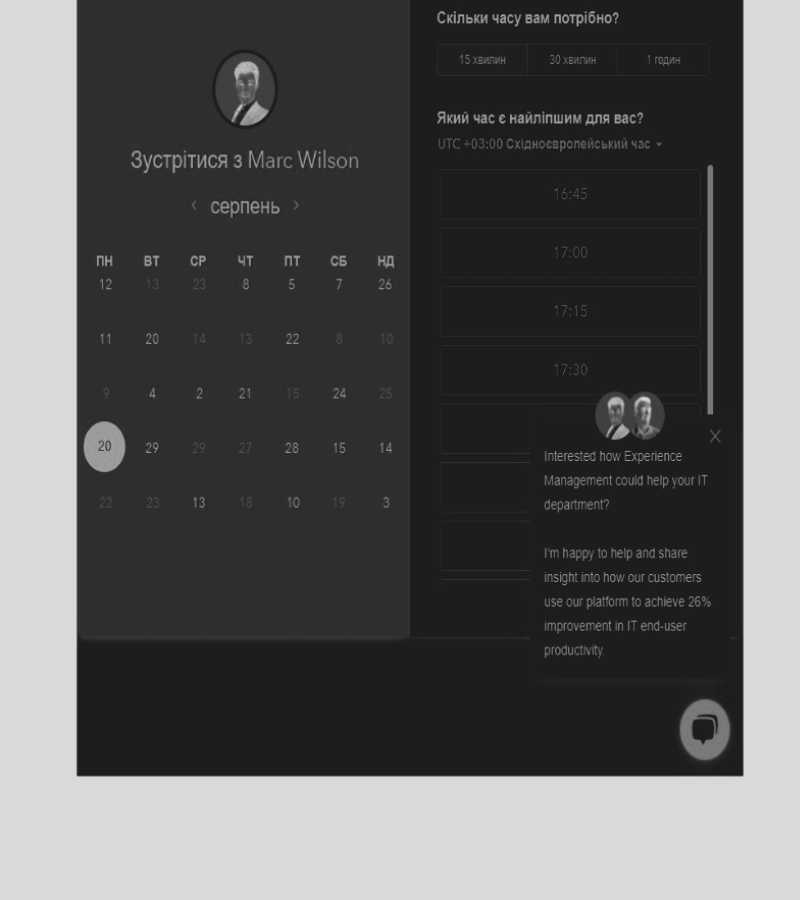 Зустрітися з Marc Wilson
‹ серпень ›
ПН ВТ СР ЧТ ПТ СБ НД
12 13 23 8 5 7 26
11 20 14 13 22 8 10
9 4 2 21 15 24 25
20 29 29 27 28 15 14
22 23 13 18 10 19 3
Скільки часу вам потрібно?
15 хвилин 30 хвилин 1 годин
Який час є найліпшим для вас?
UTC +03:00 Східноєвропейський час
16:45
17:00
17:15
17:30
Interested how Experience
Management could help your IT
department?
I'm happy to help and share
insight into how our customers
use our platform to achieve 26%
improvement in IT end-user
productivity.